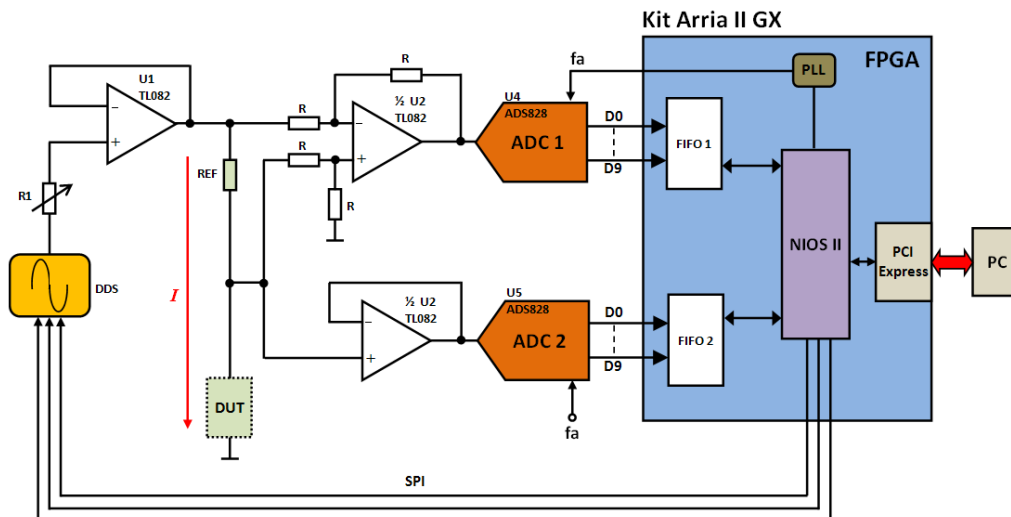 Kit Arria II GX
FPGA
PLL
fa
U1
TL082
−
+
R
R
½ U2
TL082
−
+
R
R
U4
ADS828
ADC 1
D0
D9
FIFO 1
REF
R1
DDS
I
NIOS II
PCI
Express
PC
½ U2
TL082
−
+
U5
ADS828
ADC 2
D0
D9
FIFO 2
fa
DUT
SPI